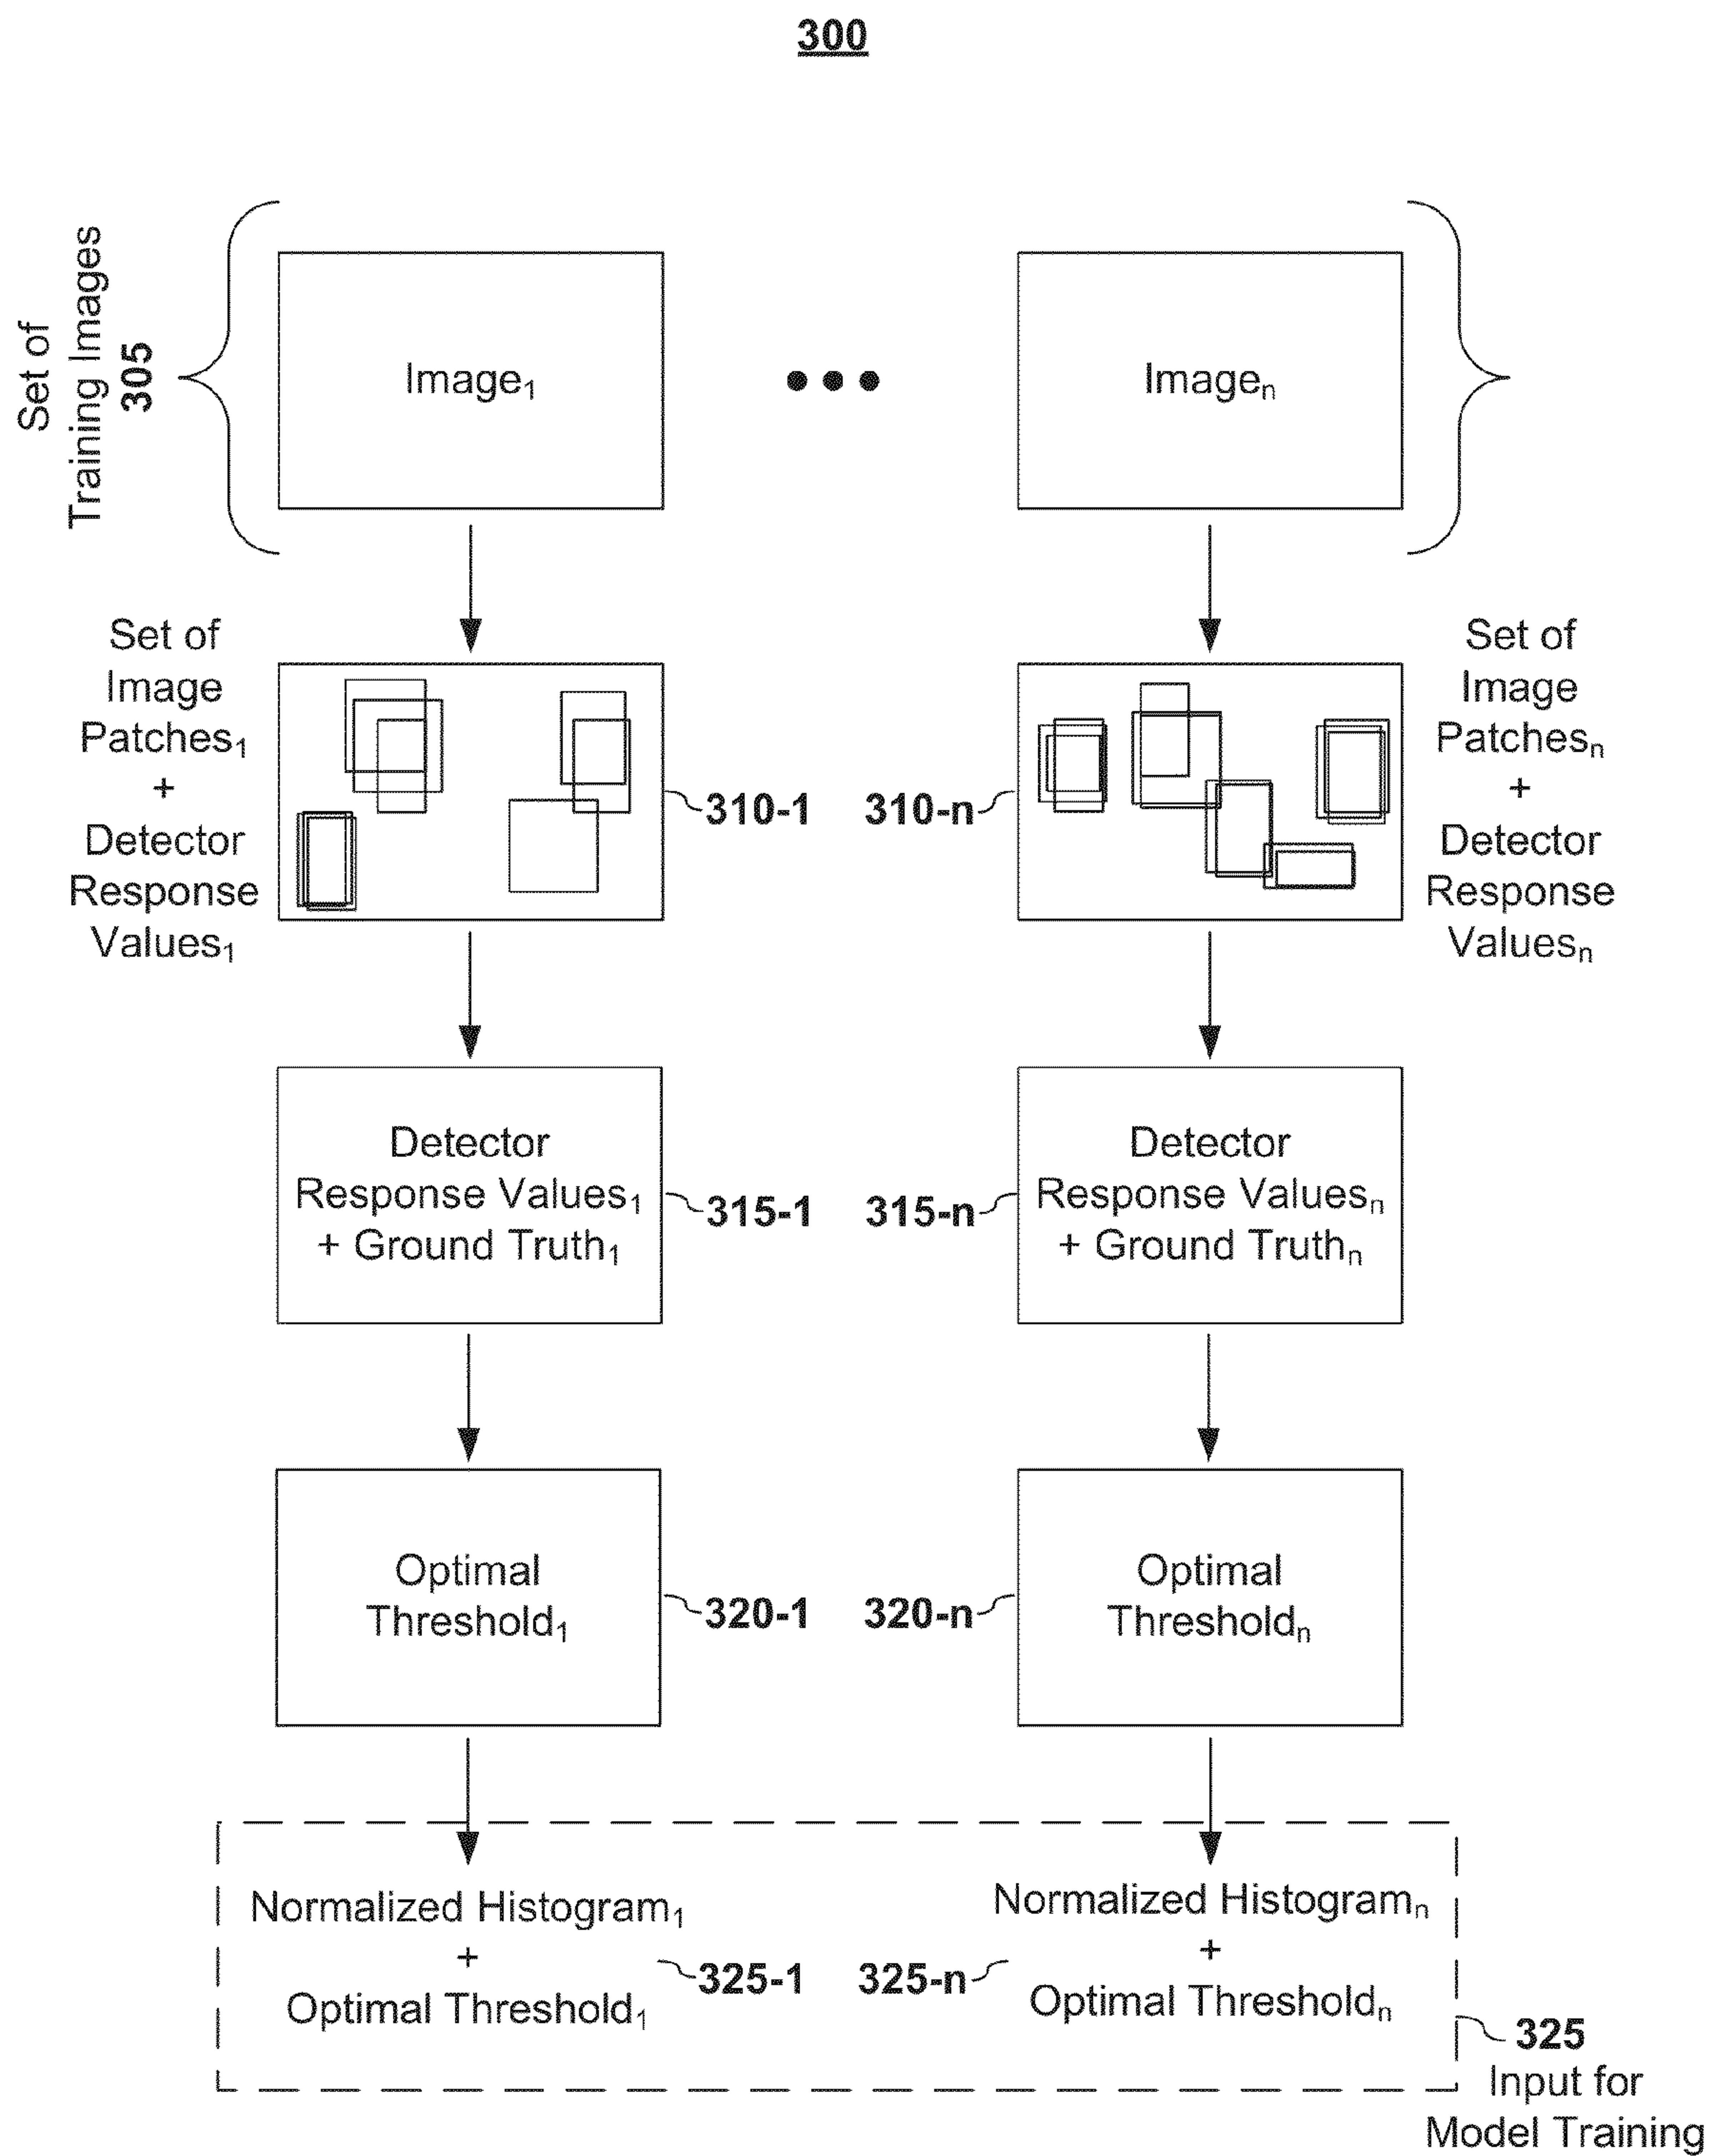 300
Set of
Training Images
305
Image₁
Imageₙ
Set of
Image
Patches₁
+
Detector
Response
Values₁
310-1
310-n
Set of
Image
Patchesₙ
+
Detector
Response
Valuesₙ
Detector
Response Values₁
+ Ground Truth₁
315-1
315-n
Detector
Response Valuesₙ
+ Ground Truthₙ
Optimal
Threshold₁
320-1
320-n
Optimal
Thresholdₙ
Normalized Histogram₁
+
Optimal Threshold₁
325-1
325-n
Normalized Histogramₙ
+
Optimal Thresholdₙ
325
Input for
Model Training